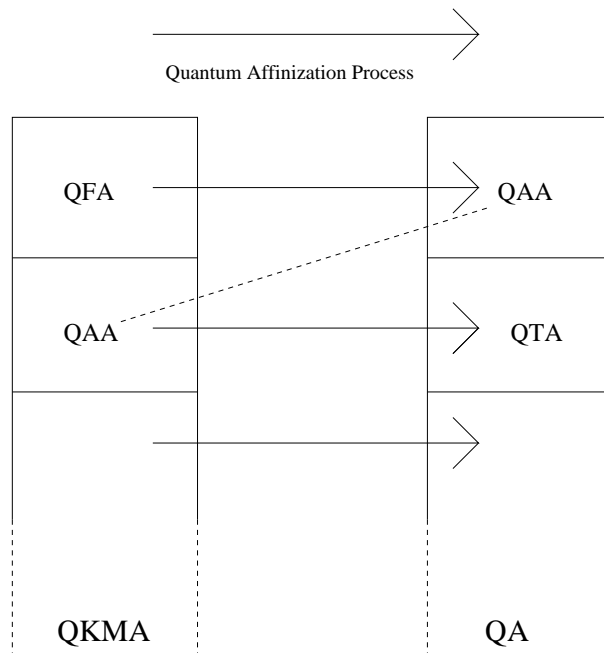 Quantum Affinization Process
QFA
QAA
QAA
QTA
QKMA
QA